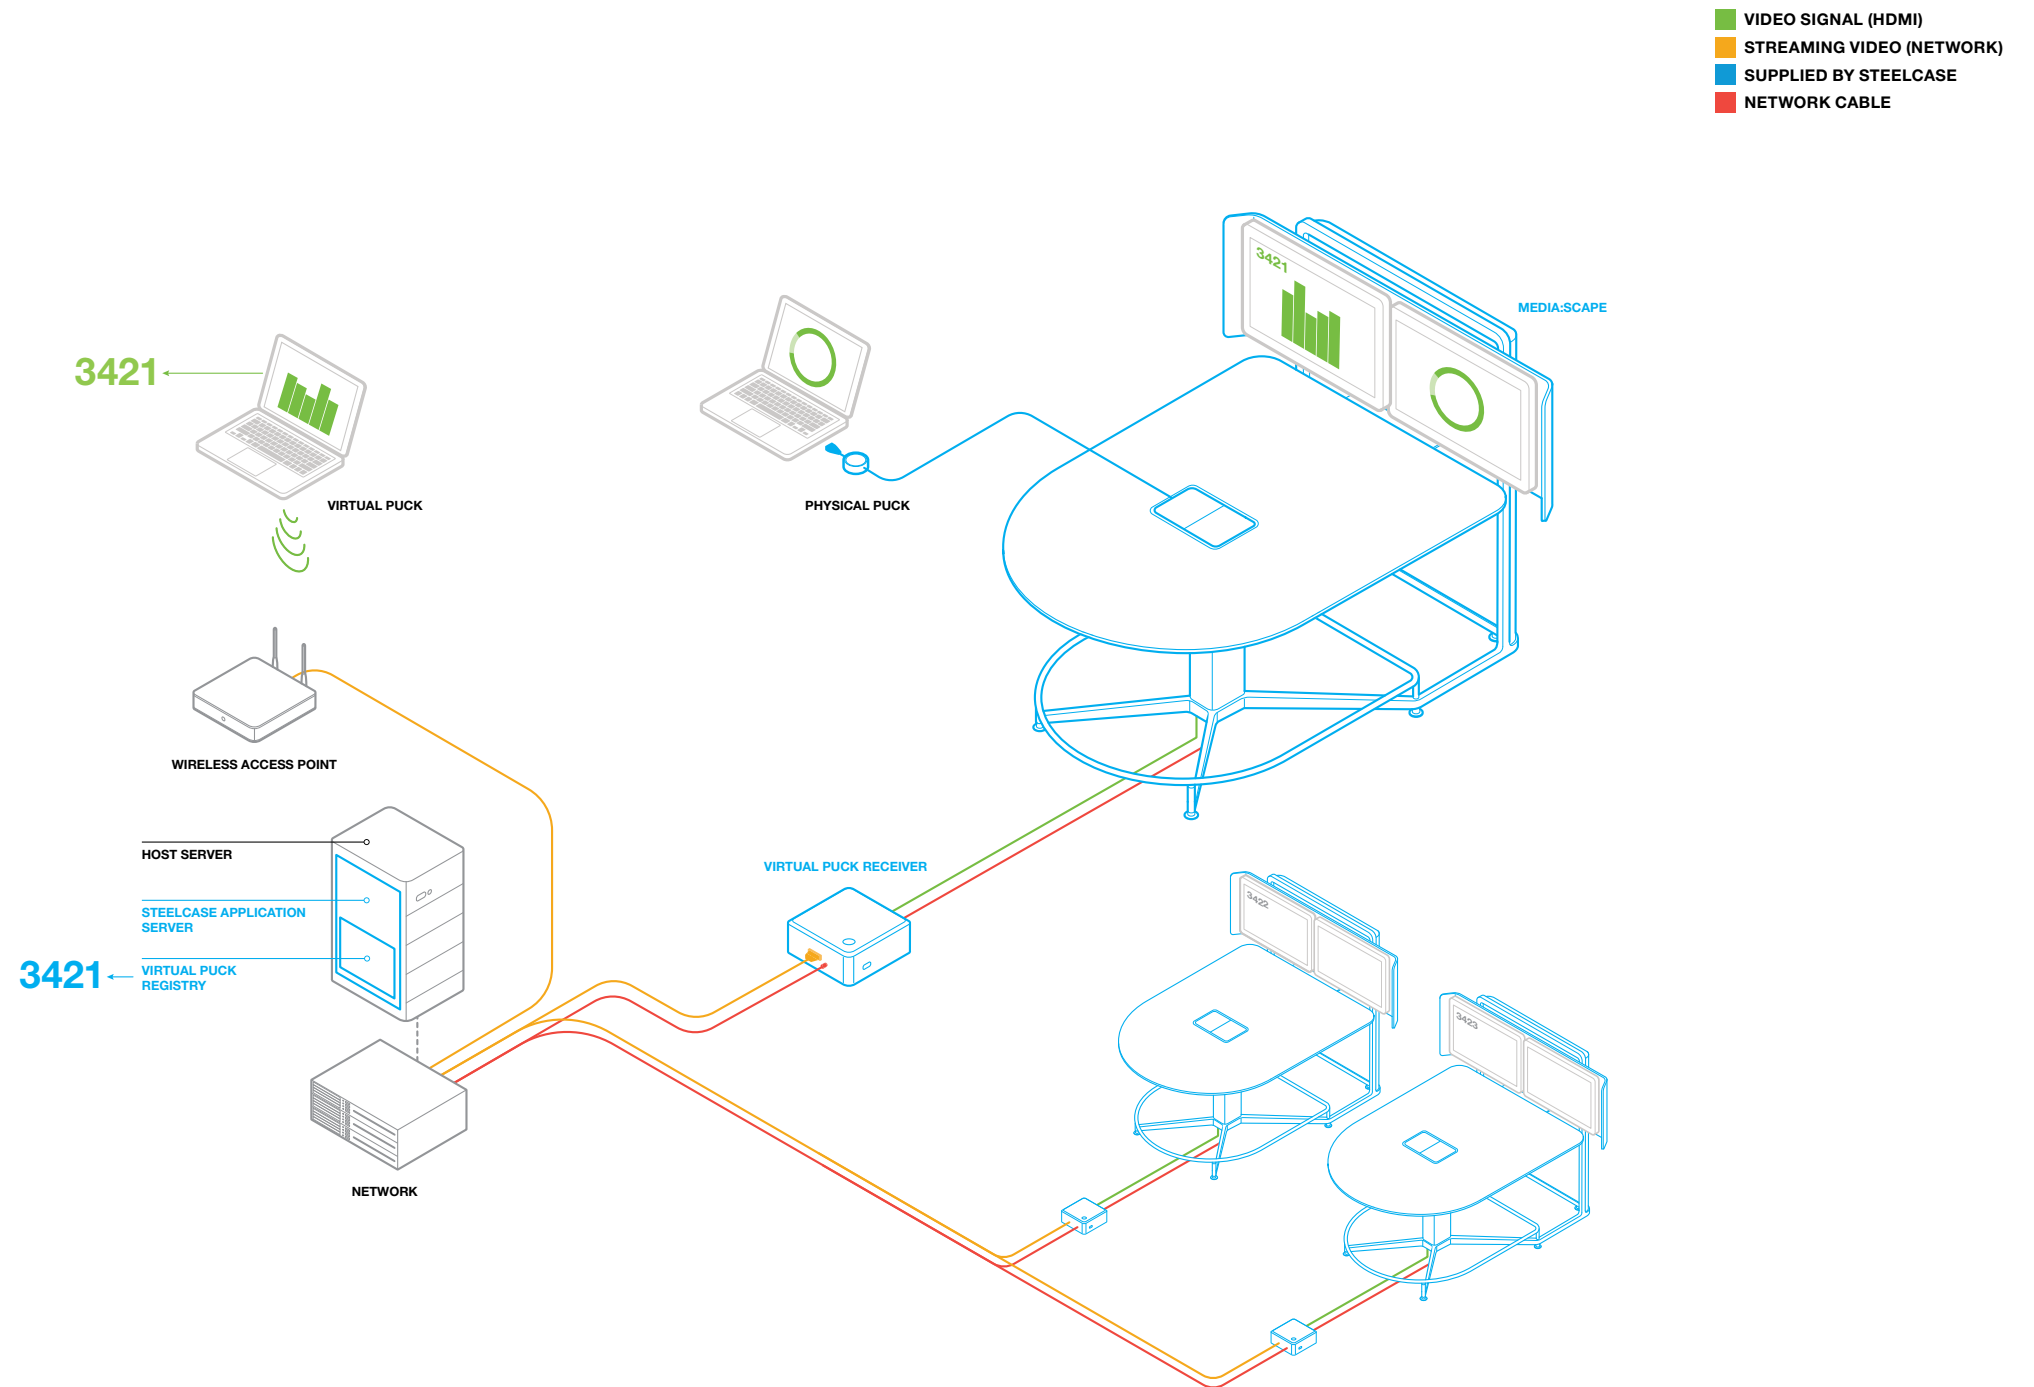 VIDEO SIGNAL (HDMI)
STREAMING VIDEO (NETWORK)
SUPPLIED BY STEELCASE
NETWORK CABLE
3421
MEDIA:SCAPE
3421
VIRTUAL PUCK
PHYSICAL PUCK
WIRELESS ACCESS POINT
HOST SERVER
VIRTUAL PUCK RECEIVER
STEELCASE APPLICATION
SERVER
3421
VIRTUAL PUCK
REGISTRY
3422
3423
NETWORK